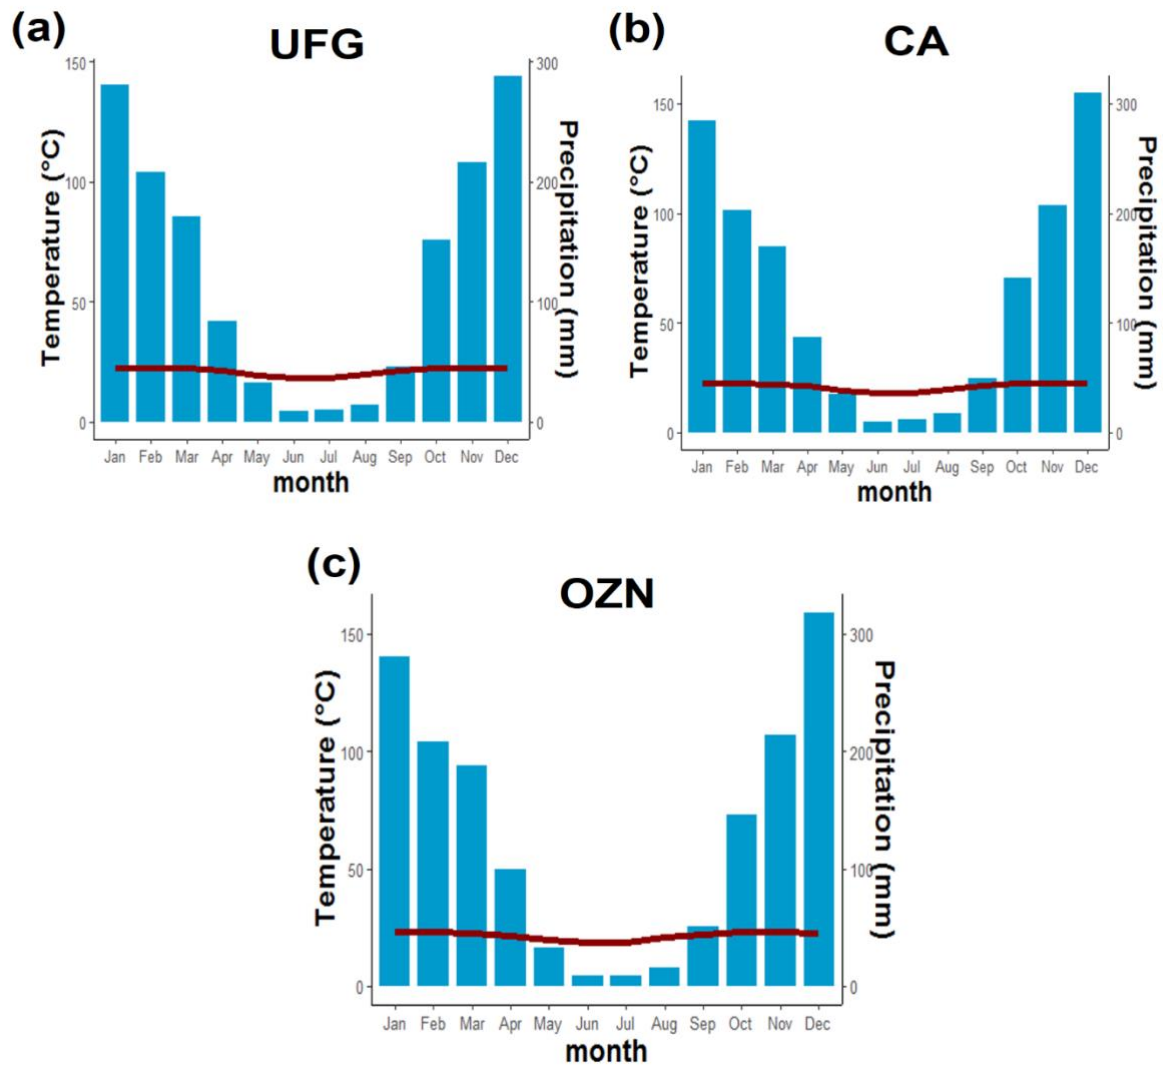 (a)
UFG
Temperature (°C)
150
100
50
0
300
200
100
0
Precipitation (mm)
Jan Feb Mar Apr May Jun Jul Aug Sep Oct Nov Dec
month
(b)
CA
Temperature (°C)
150
100
50
0
300
200
100
0
Precipitation (mm)
Jan Feb Mar Apr May Jun Jul Aug Sep Oct Nov Dec
month
(c)
OZN
Temperature (°C)
150
100
50
0
300
200
100
0
Precipitation (mm)
Jan Feb Mar Apr May Jun Jul Aug Sep Oct Nov Dec
month